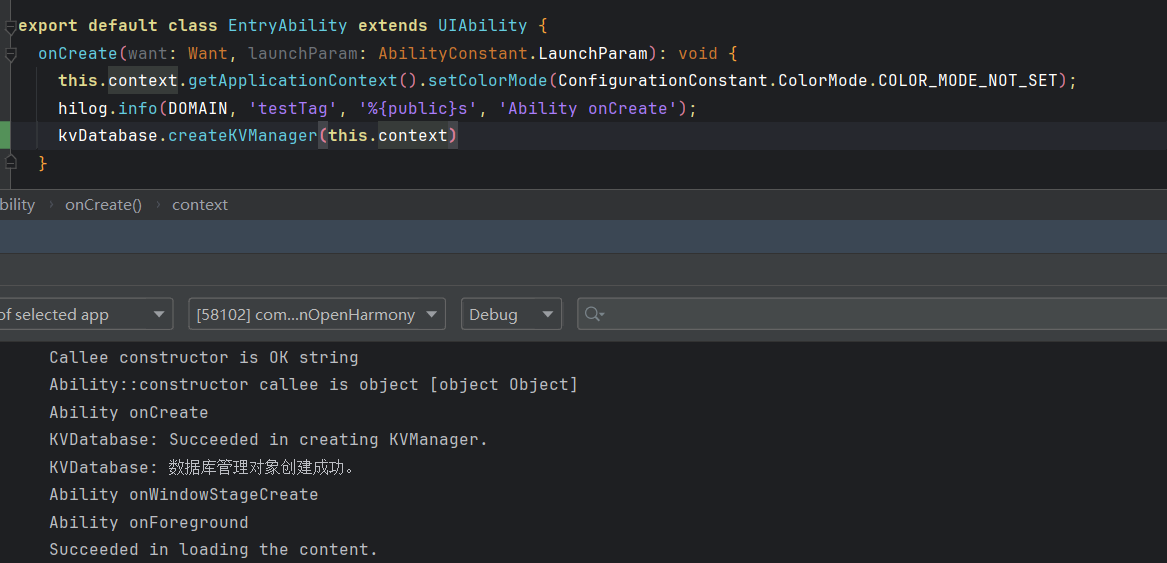 export default class EntryAbility extends UIAbility {
onCreate(want: Want, launchParam: AbilityConstant.LaunchParam): void {
this.context.getApplicationContext().setColorMode(ConfigurationConstant.ColorMode.COLOR_MODE_NOT_SET);
hilog.info(DOMAIN, 'testTag', '%{public}s', 'Ability onCreate');
kvDatabase.createKVManager(this.context)
}
bility › onCreate() › context
of selected app [58102] com...nOpenHarmony Debug
Callee constructor is OK string
Ability::constructor callee is object [object Object]
Ability onCreate
KVDatabase: Succeeded in creating KVManager.
KVDatabase: 数据库管理对象创建成功。
Ability onWindowStageCreate
Ability onForeground
Succeeded in loading the content.